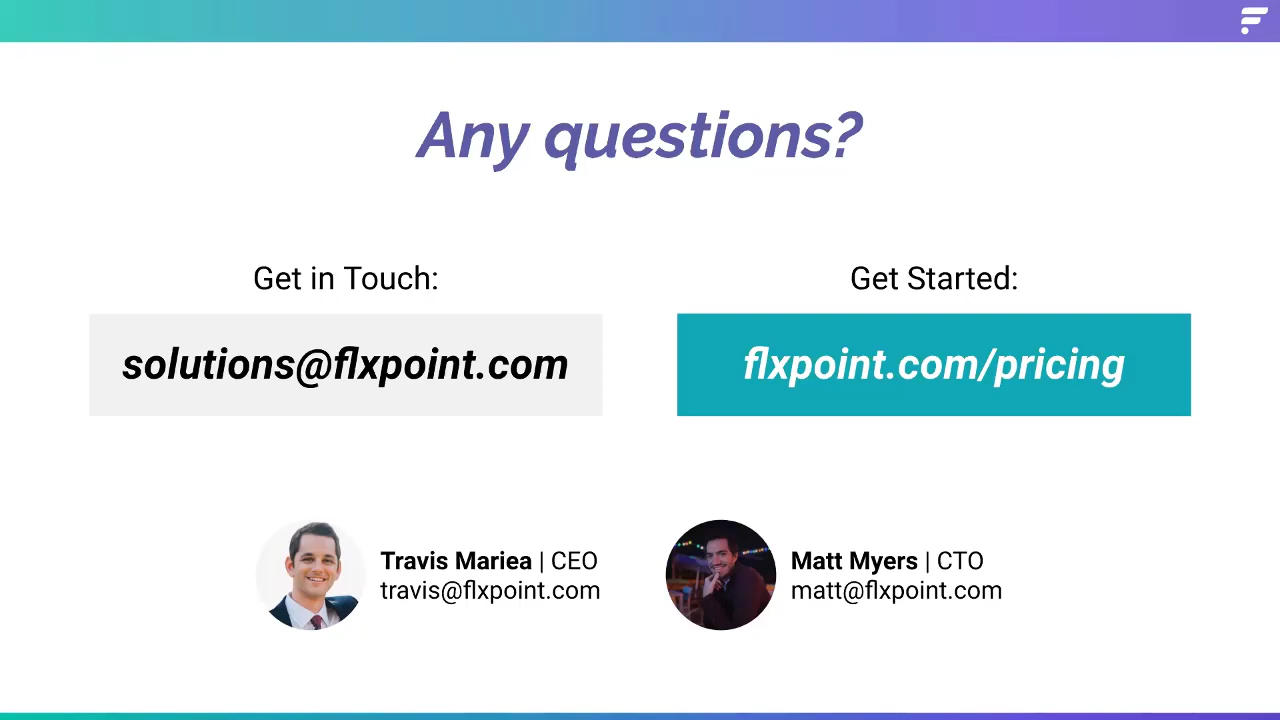 Any questions?
Get in Touch:
solutions@flxpoint.com
Get Started:
flxpoint.com/pricing
Travis Mariea | CEO
travis@flxpoint.com
Matt Myers | CTO
matt@flxpoint.com